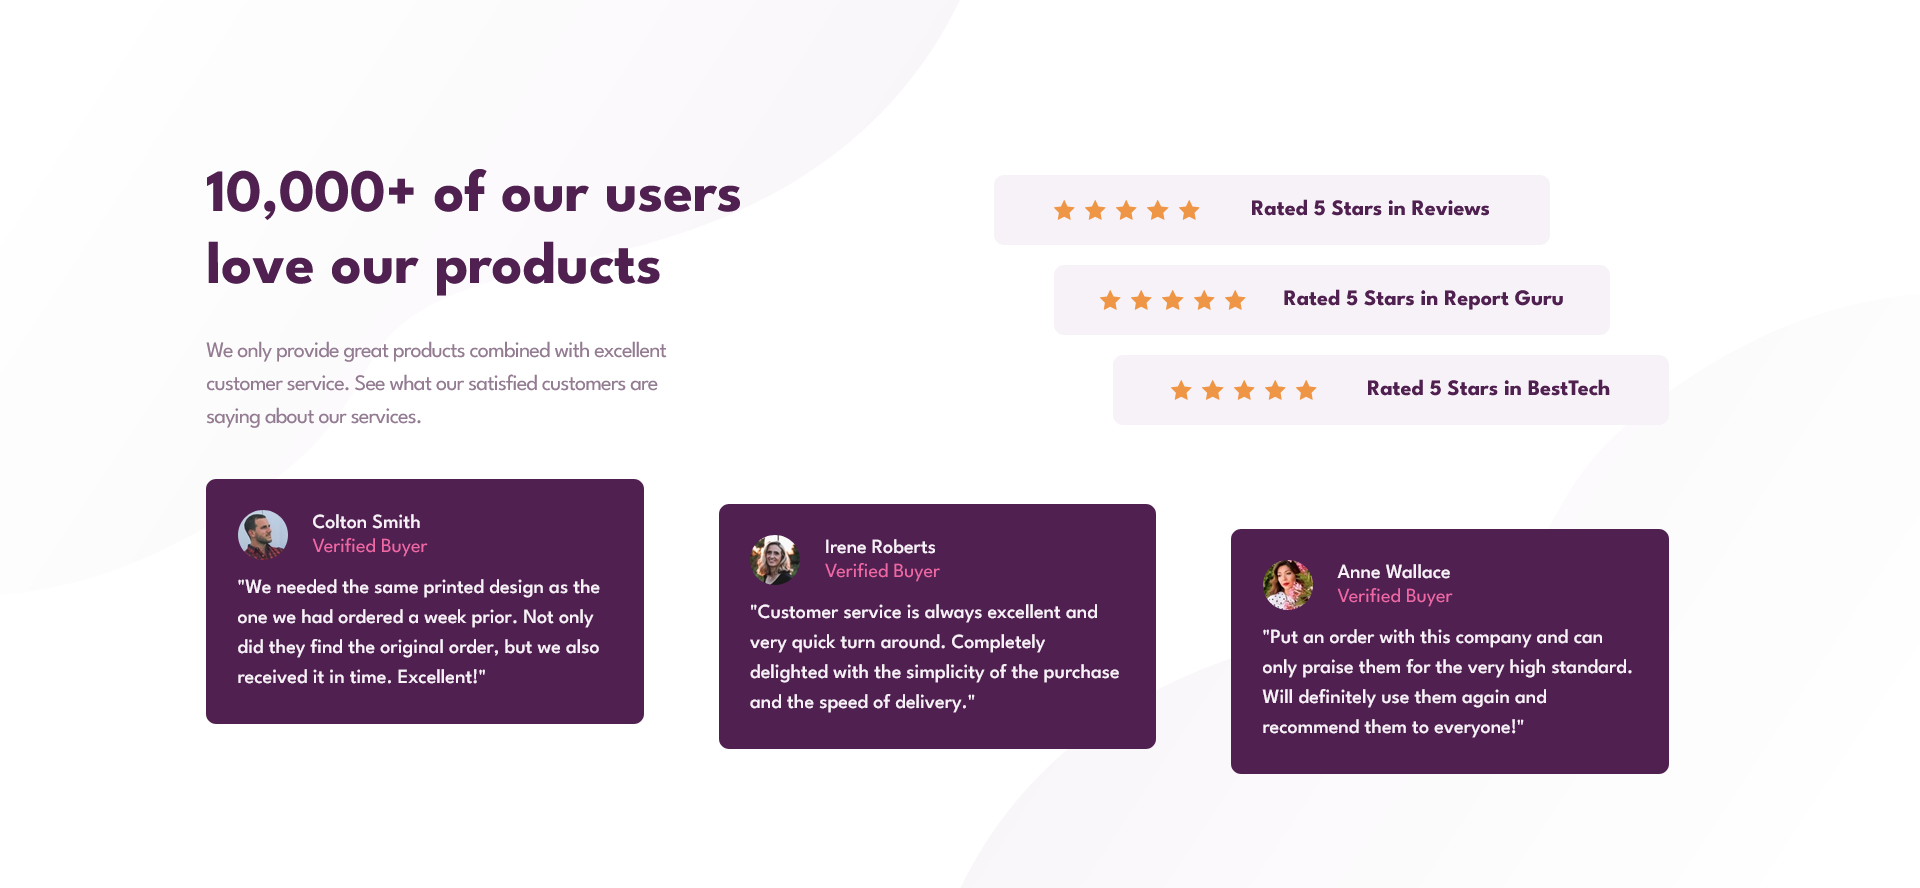 10,000+ of our users
love our products
We only provide great products combined with excellent
customer service. See what our satisfied customers are
saying about our services.
Rated 5 Stars in Reviews
Rated 5 Stars in Report Guru
Rated 5 Stars in BestTech
Colton Smith
Verified Buyer
"We needed the same printed design as the
one we had ordered a week prior. Not only
did they find the original order, but we also
received it in time. Excellent!"
Irene Roberts
Verified Buyer
"Customer service is always excellent and
very quick turn around. Completely
delighted with the simplicity of the purchase
and the speed of delivery."
Anne Wallace
Verified Buyer
"Put an order with this company and can
only praise them for the very high standard.
Will definitely use them again and
recommend them to everyone!"